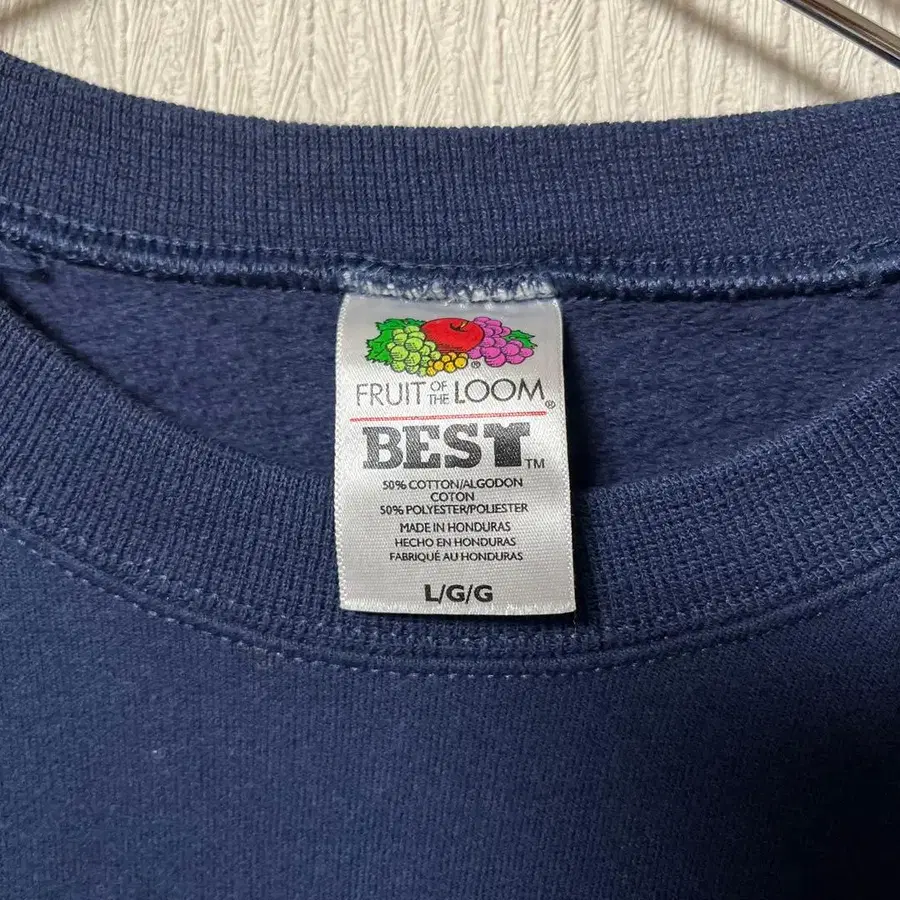 ®
FRUIT OF THE LOOM®
BEST™
50% COTTON/ALGODON
COTON
50% POLYESTER/POLIESTER
MADE IN HONDURAS
HECHO EN HONDURAS
FABRIQUÉ AU HONDURAS
L/G/G